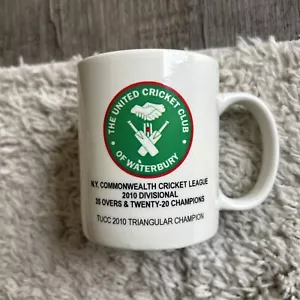 THE UNITED CRICKET CLUB
OF WATERBURY
N.Y. COMMONWEALTH CRICKET LEAGUE
2010 DIVISIONAL
35 OVERS & TWENTY-20 CHAMPIONS
TUCC 2010 TRIANGULAR CHAMPION